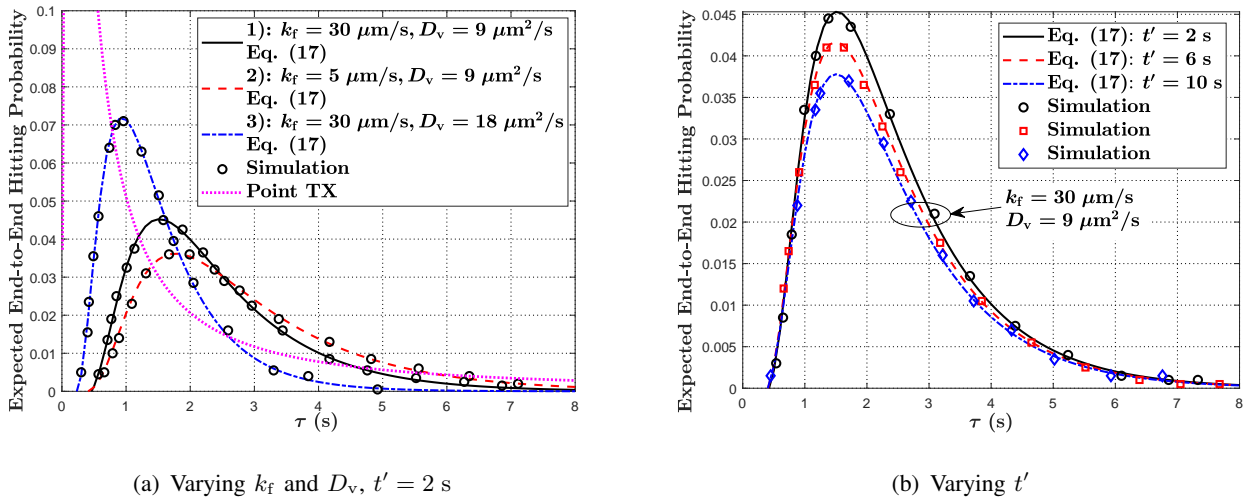 Expected End-to-End Hitting Probability
0.1
0.09
0.08
0.07
0.06
0.05
0.04
0.03
0.02
0.01
0
0 1 2 3 4 5 6 7 8
τ (s)
1): k_f = 30 μm/s, D_v = 9 μm²/s
Eq. (17)
2): k_f = 5 μm/s, D_v = 9 μm²/s
Eq. (17)
3): k_f = 30 μm/s, D_v = 18 μm²/s
Eq. (17)
Simulation
Point TX
(a) Varying k_f and D_v, t′ = 2 s
Expected End-to-End Hitting Probability
0.045
0.04
0.035
0.03
0.025
0.02
0.015
0.01
0.005
0
0 1 2 3 4 5 6 7 8
τ (s)
Eq. (17): t′ = 2 s
Eq. (17): t′ = 6 s
Eq. (17): t′ = 10 s
Simulation
Simulation
Simulation
k_f = 30 μm/s
D_v = 9 μm²/s
(b) Varying t′